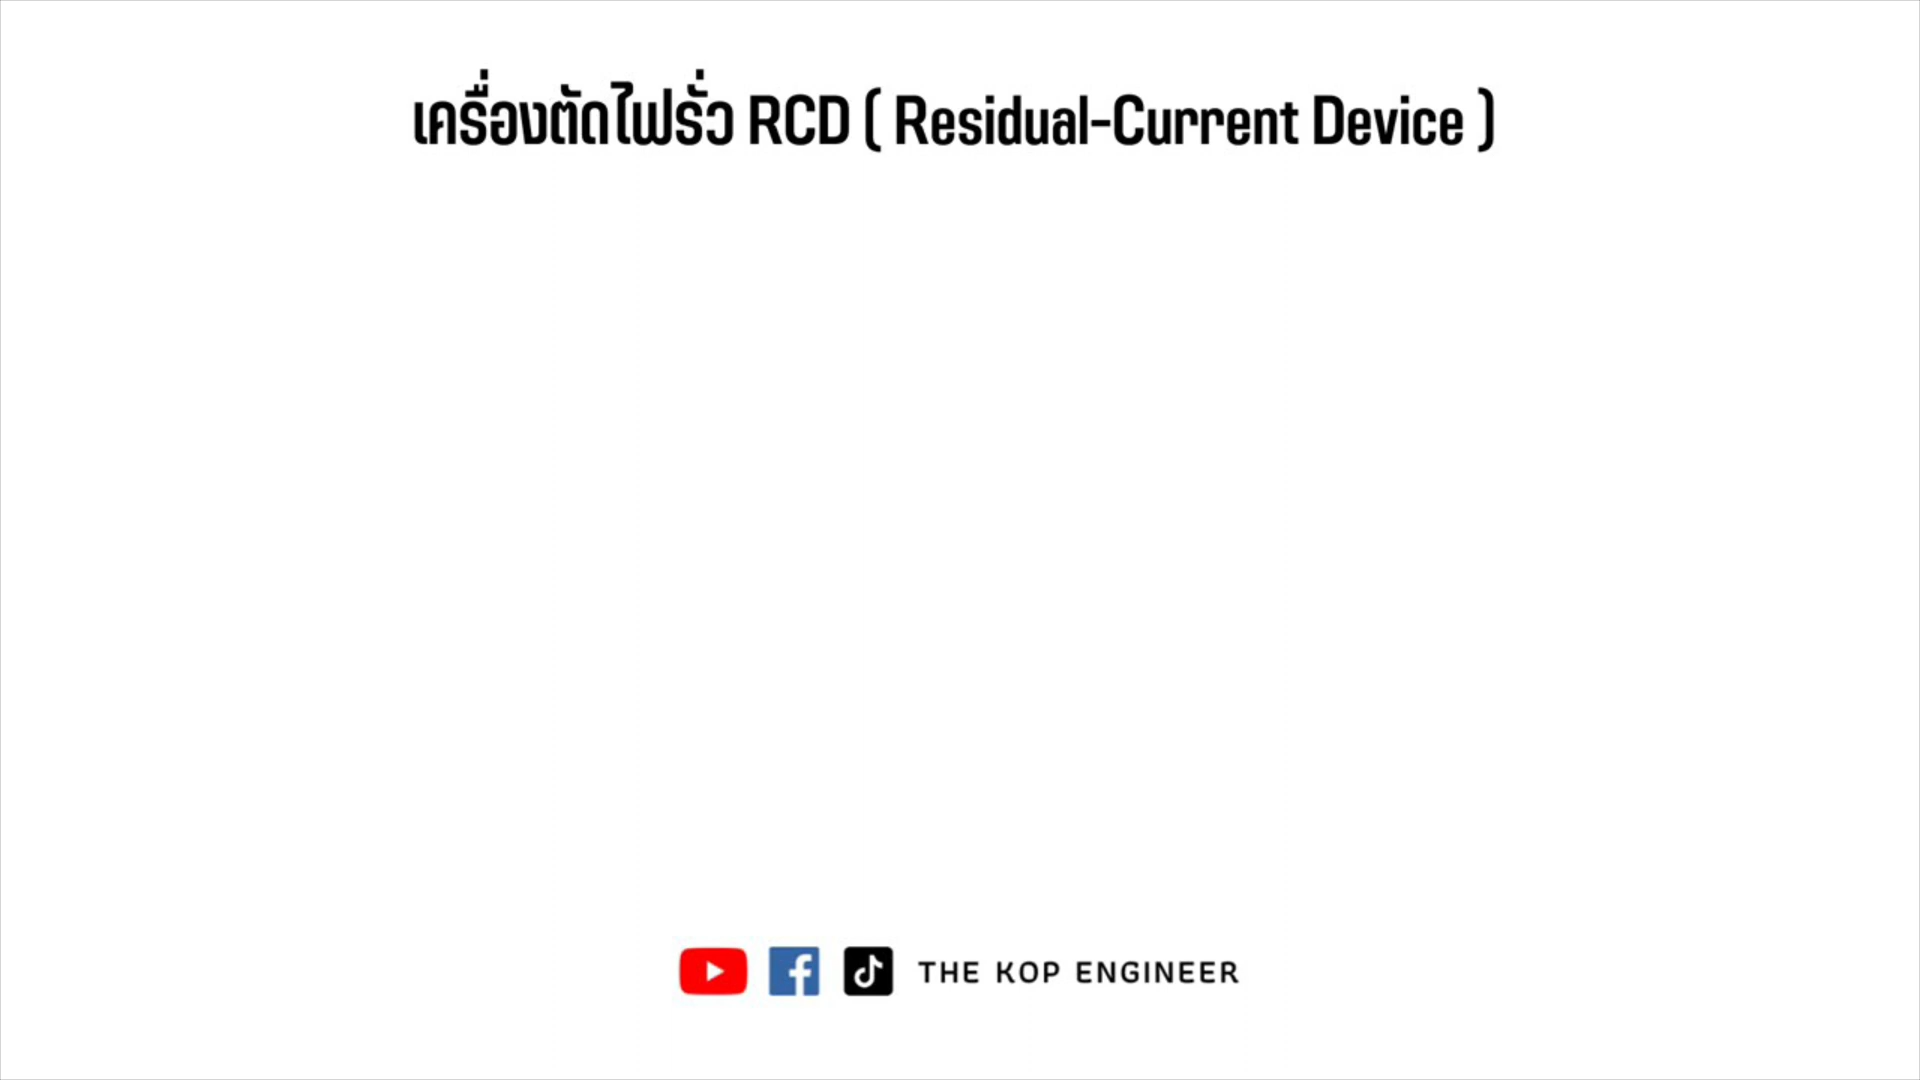 เครื่องตัดไฟรั่ว RCD ( Residual-Current Device )
THE KOP ENGINEER